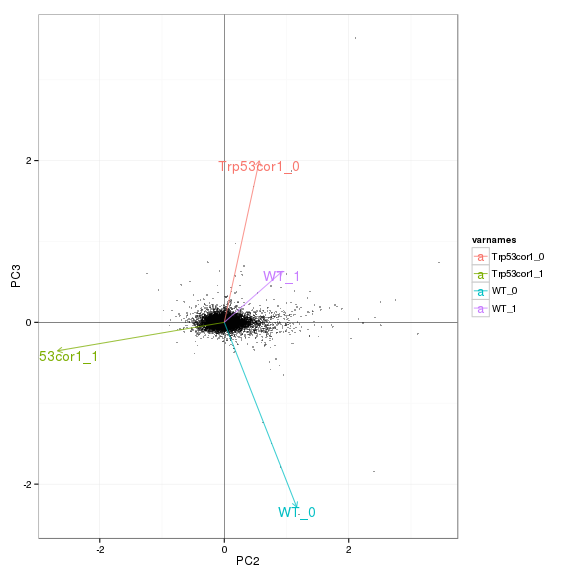 2
0
-2
PC3
Trp53cor1_0
WT_1
53cor1_1
WT_0
-2
0
2
PC2
varnames
a Trp53cor1_0
a Trp53cor1_1
a WT_0
a WT_1